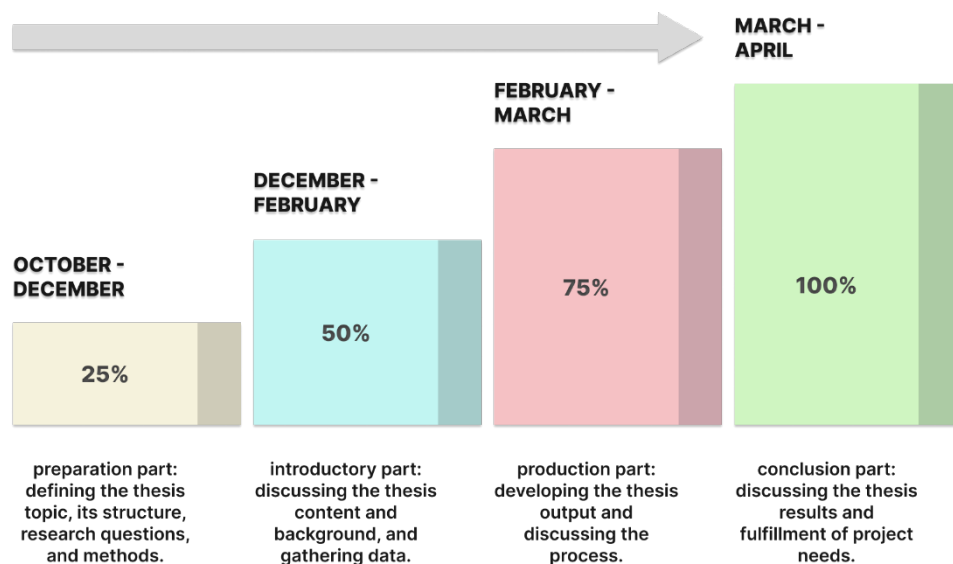 OCTOBER -
DECEMBER
25%
preparation part:
defining the thesis
topic, its structure,
research questions,
and methods.
DECEMBER -
FEBRUARY
50%
introductory part:
discussing the thesis
content and
background, and
gathering data.
FEBRUARY -
MARCH
75%
production part:
developing the thesis
output and
discussing the
process.
MARCH -
APRIL
100%
conclusion part:
discussing the thesis
results and
fulfillment of project
needs.